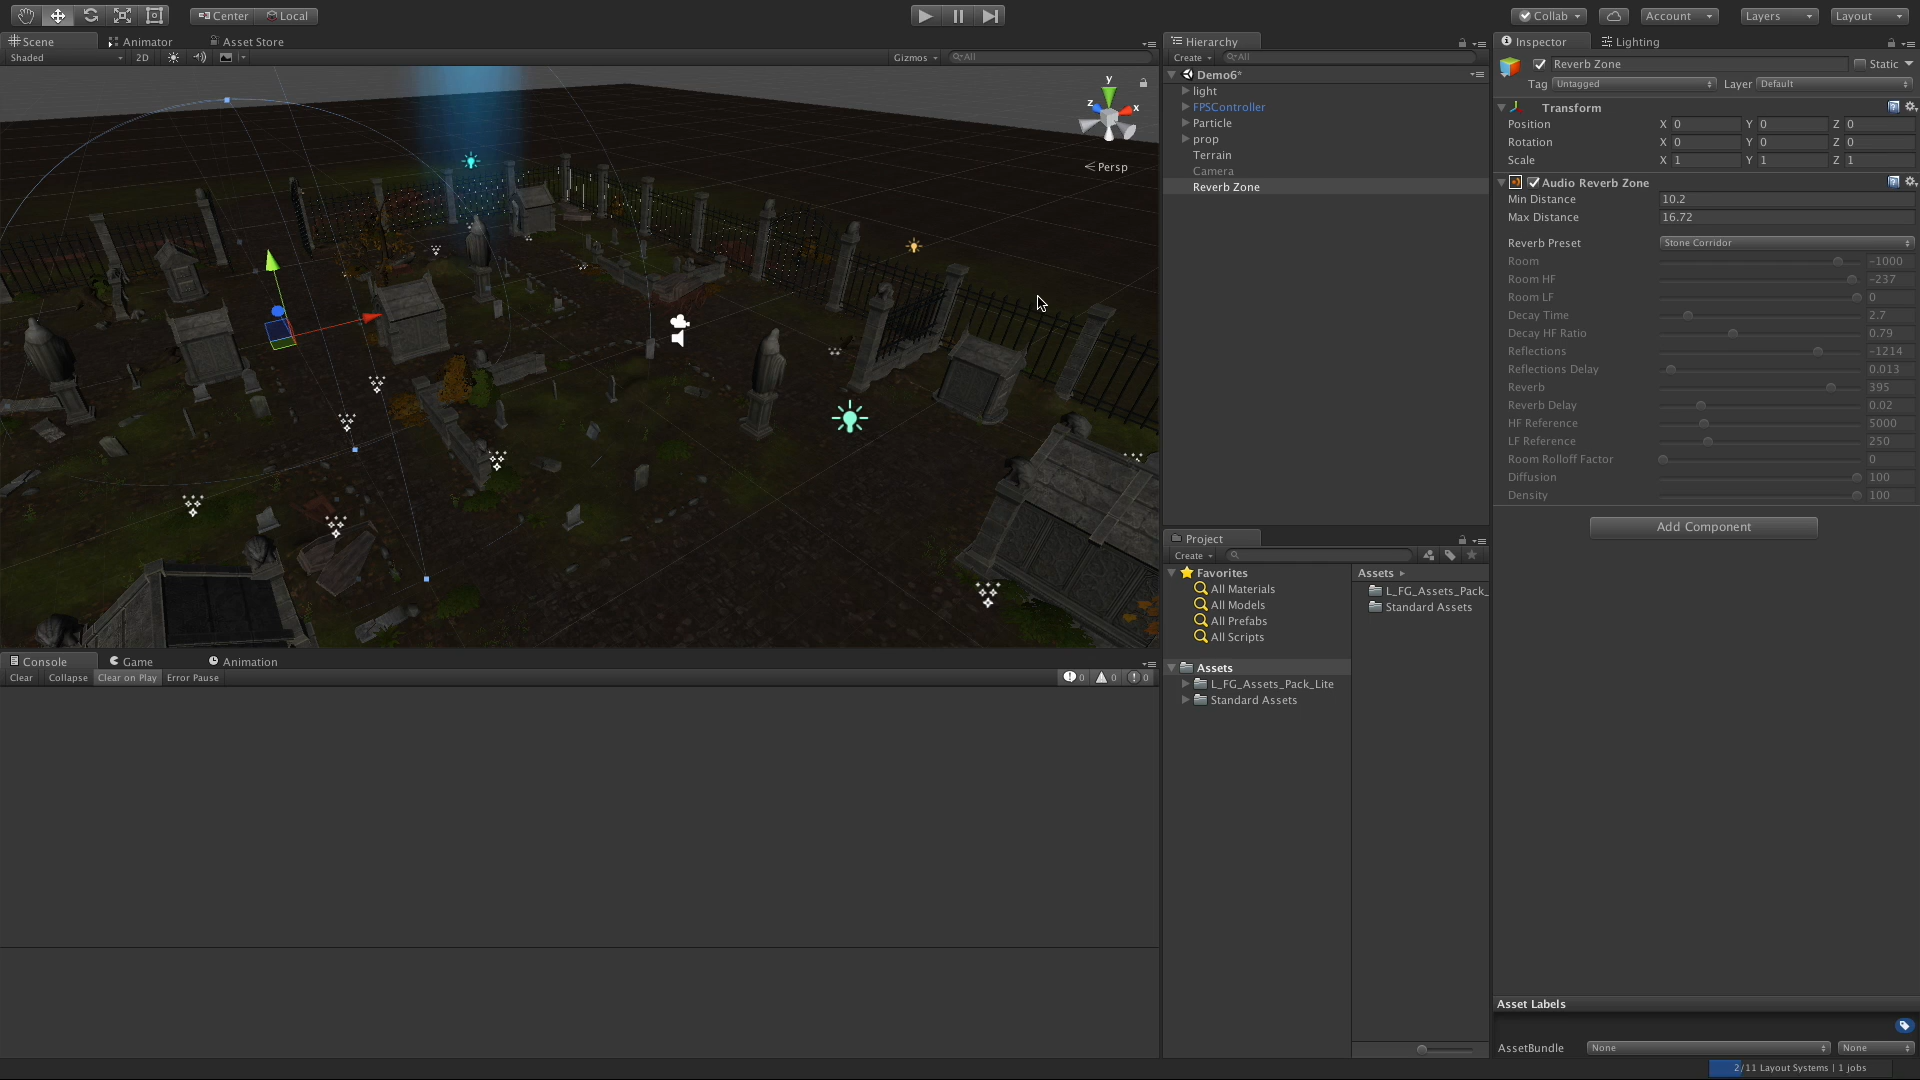 Center Local
Collab Account Layers Layout
Scene Animator Asset Store
Shaded 2D Gizmos All
y
z x
Persp
Hierarchy
Create All
Demo6*
light
FPSController
Particle
prop
Terrain
Camera
Reverb Zone
Inspector Lighting
Reverb Zone Static
Tag Untagged Layer Default
Transform
Position X 0 Y 0 Z 0
Rotation X 0 Y 0 Z 0
Scale X 1 Y 1 Z 1
Audio Reverb Zone
Min Distance 10.2
Max Distance 16.72
Reverb Preset Stone Corridor
Room -1000
Room HF -237
Room LF 0
Decay Time 2.7
Decay HF Ratio 0.79
Reflections -1214
Reflections Delay 0.013
Reverb 395
Reverb Delay 0.02
HF Reference 5000
LF Reference 250
Room Rolloff Factor 0
Diffusion 100
Density 100
Add Component
Project
Create
Favorites
All Materials
All Models
All Prefabs
All Scripts
Assets
L_FG_Assets_Pack_Lite
Standard Assets
Assets
L_FG_Assets_Pack_
Standard Assets
Console Game Animation
Clear Collapse Clear on Play Error Pause 0 0 0
Asset Labels
AssetBundle None None
2/11 Layout Systems | 1 jobs